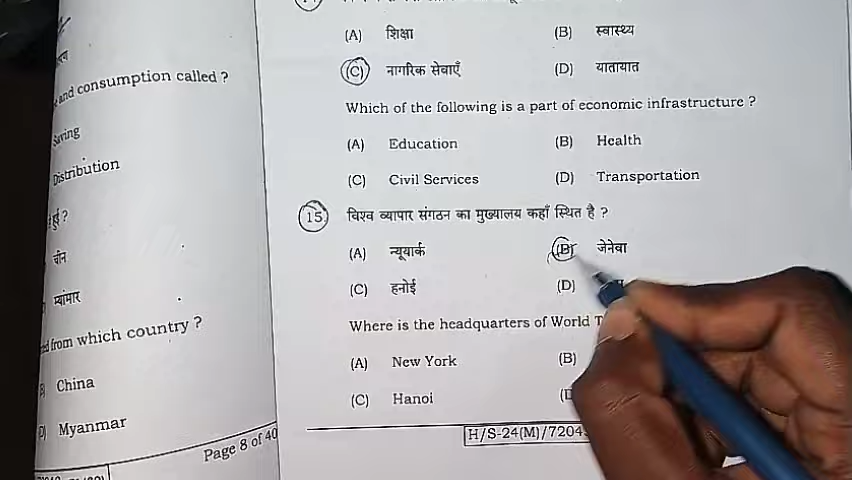 and consumption called ?
Saving
Distribution
हुई ?
चीन
म्यांमार
from which country ?
China
(D) Myanmar
Page 8 of 40
(A) शिक्षा (B) स्वास्थ्य
(C) नागरिक सेवाएँ (D) यातायात
Which of the following is a part of economic infrastructure ?
(A) Education (B) Health
(C) Civil Services (D) Transportation
15 विश्व व्यापार संगठन का मुख्यालय कहाँ स्थित है ?
(A) न्यूयार्क (B) जेनेवा
(C) हनोई (D)
Where is the headquarters of World
(A) New York (B)
(C) Hanoi
H/S-24(M)/7204